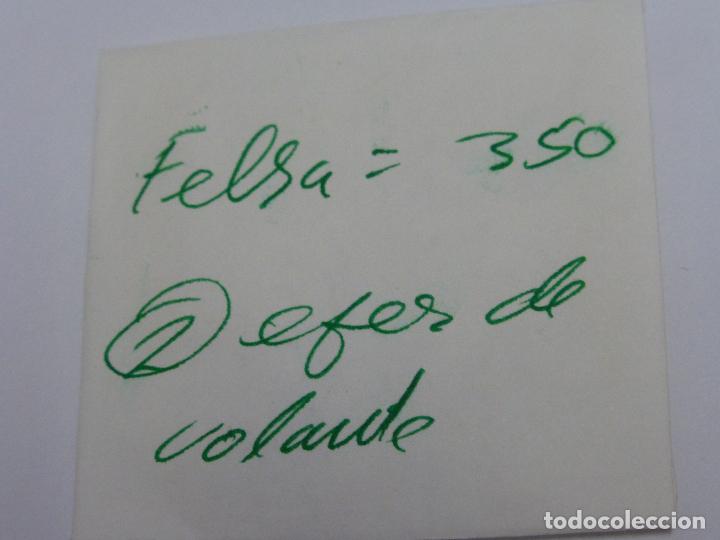 Felsa = 350
② efes de
volante
todocoleccion